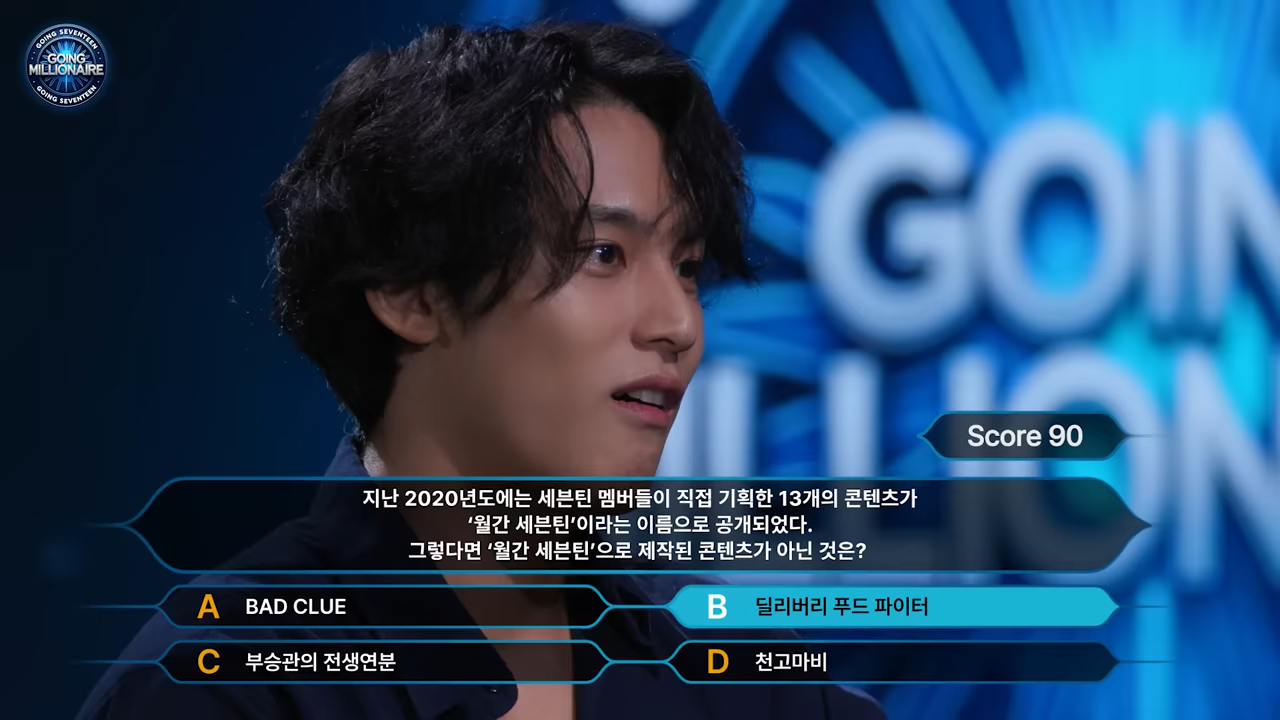 GOING SEVENTEEN
GOING
MILLIONAIRE
GOING SEVENTEEN
GOIN
MILLION
Score 90
지난 2020년도에는 세븐틴 멤버들이 직접 기획한 13개의 콘텐츠가
‘월간 세븐틴’이라는 이름으로 공개되었다.
그렇다면 ‘월간 세븐틴’으로 제작된 콘텐츠가 아닌 것은?
A BAD CLUE
B 딜리버리 푸드 파이터
C 부승관의 전생연분
D 천고마비